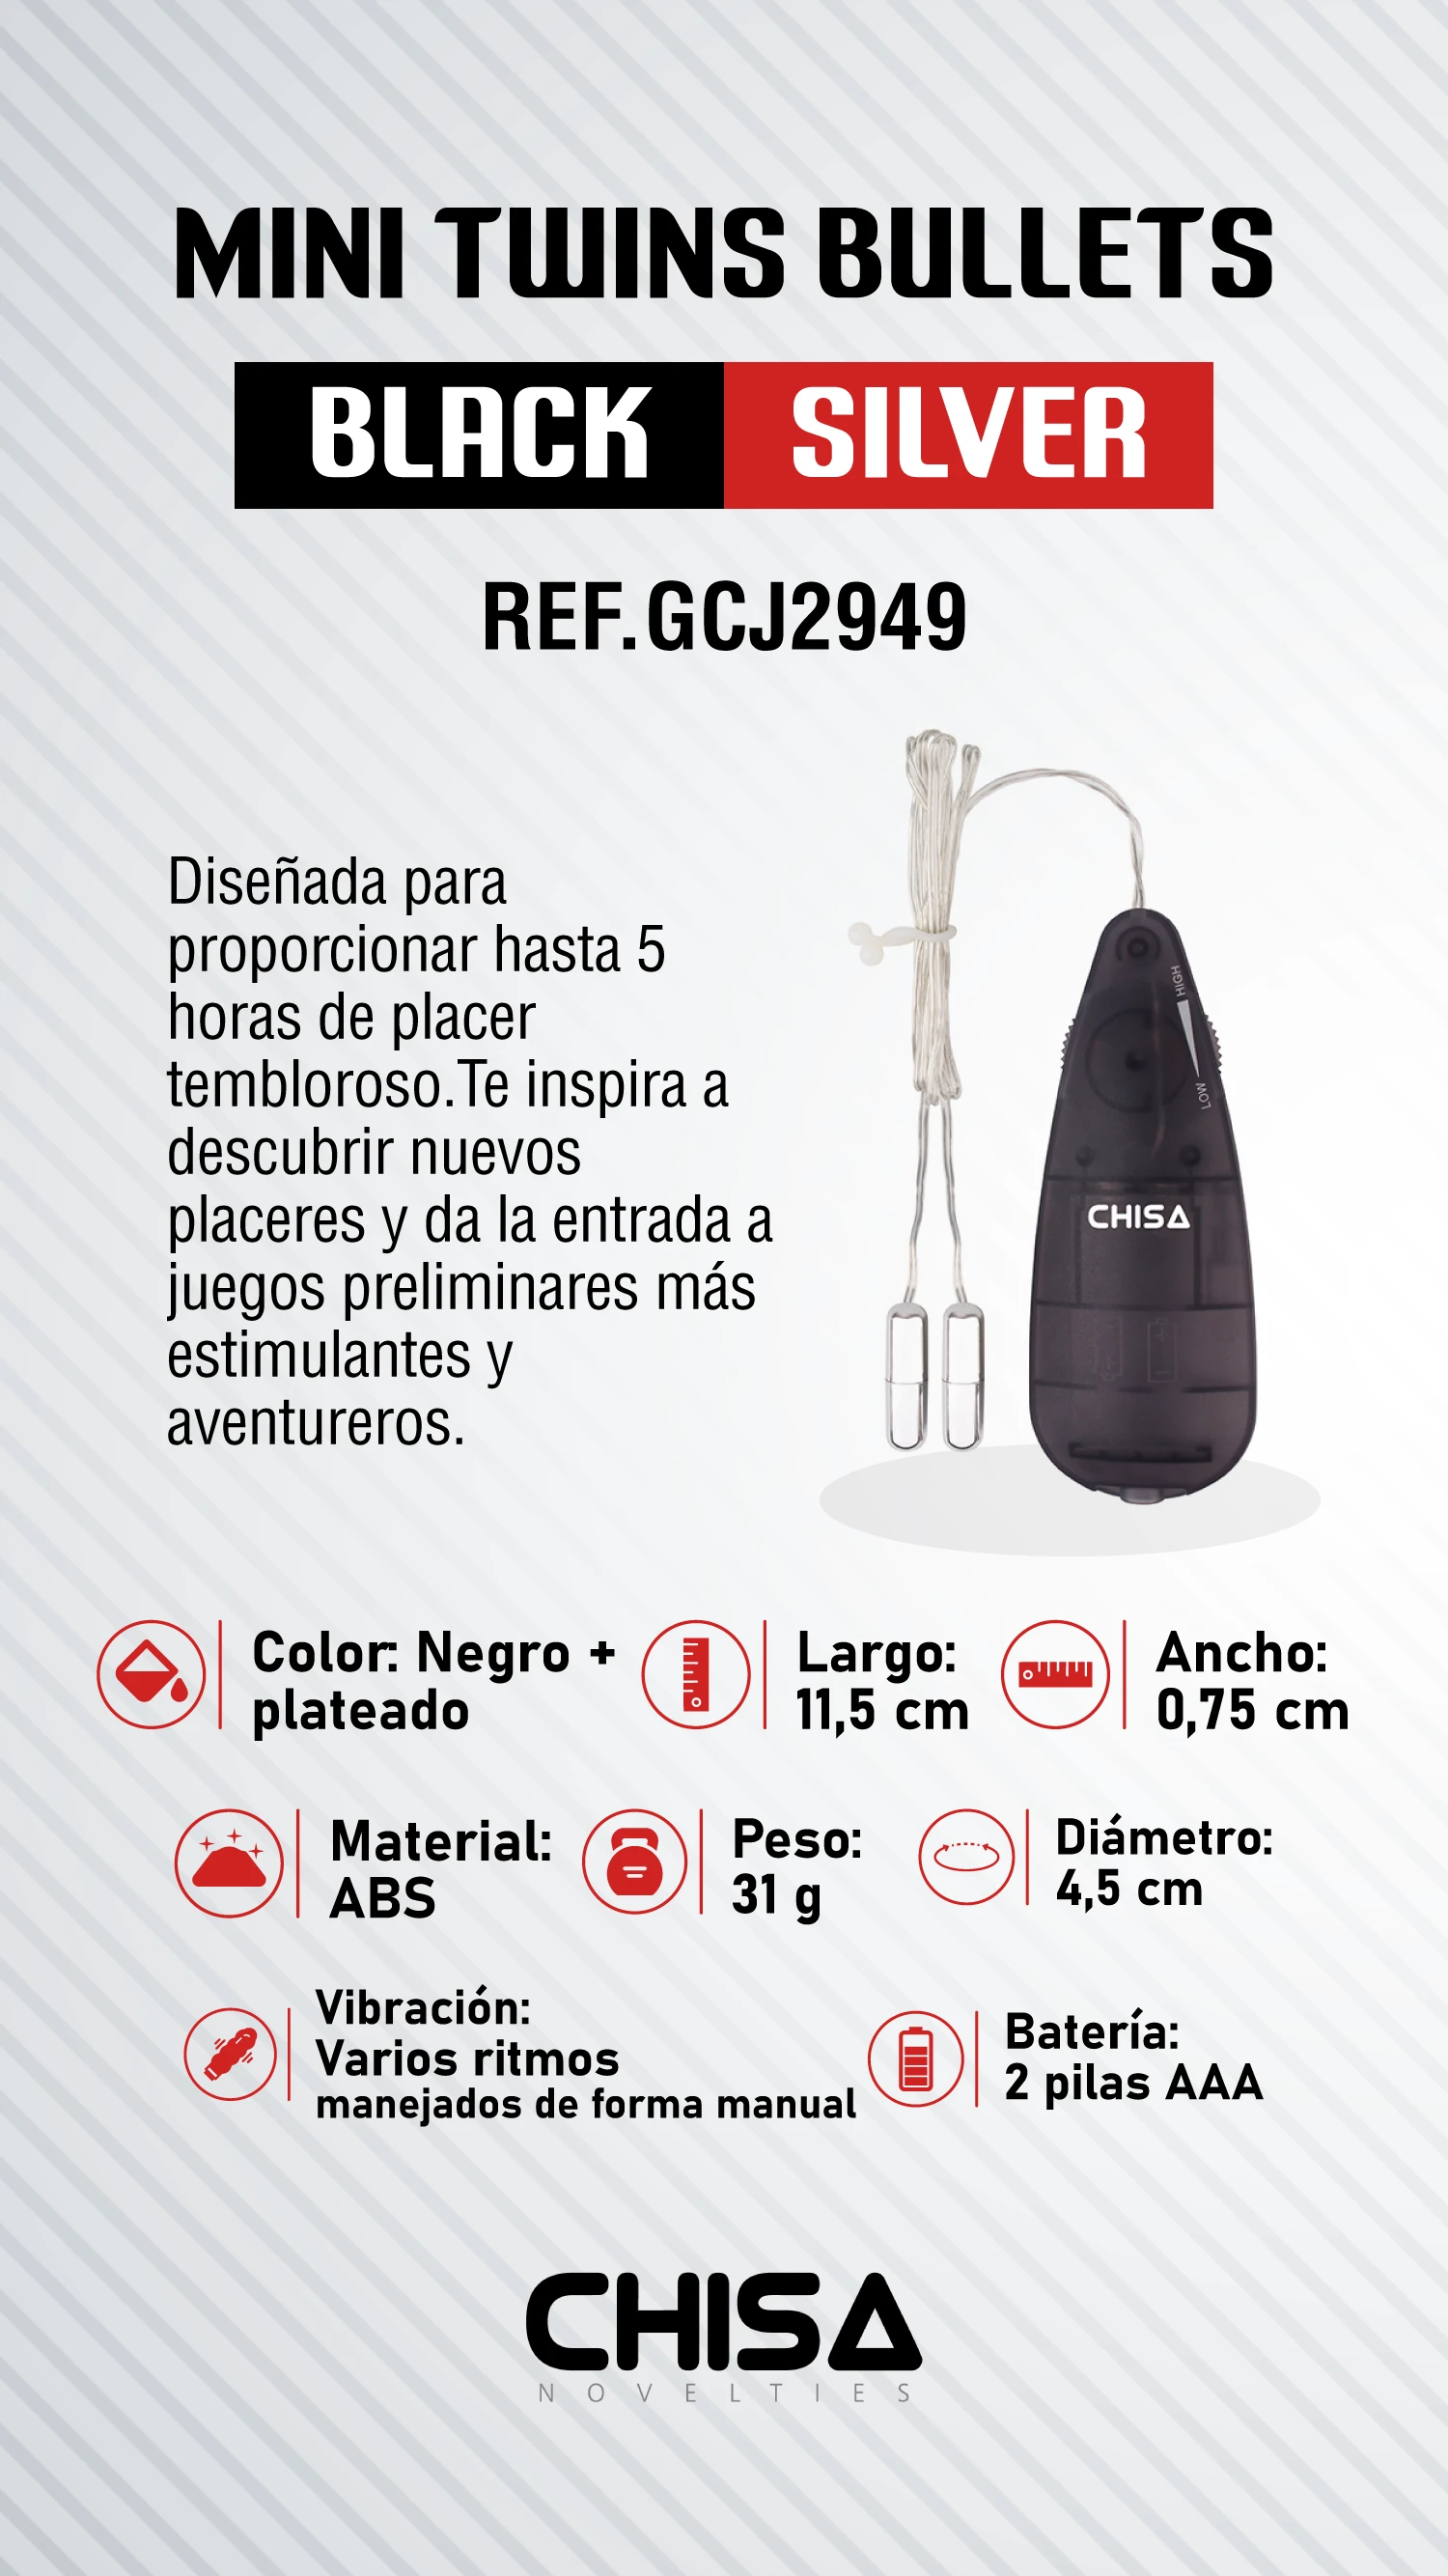 MINI TWINS BULLETS
BLACK SILVER
REF.GCJ2949
Diseñada para
proporcionar hasta 5
horas de placer
tembloroso.Te inspira a
descubrir nuevos
placeres y da la entrada a
juegos preliminares más
estimulantes y
aventureros.
HIGH
LOW
CHISA
Color: Negro +
plateado
Largo:
11,5 cm
Ancho:
0,75 cm
Material:
ABS
Peso:
31 g
Diámetro:
4,5 cm
Vibración:
Varios ritmos
manejados de forma manual
Batería:
2 pilas AAA
CHISA
NOVELTIES